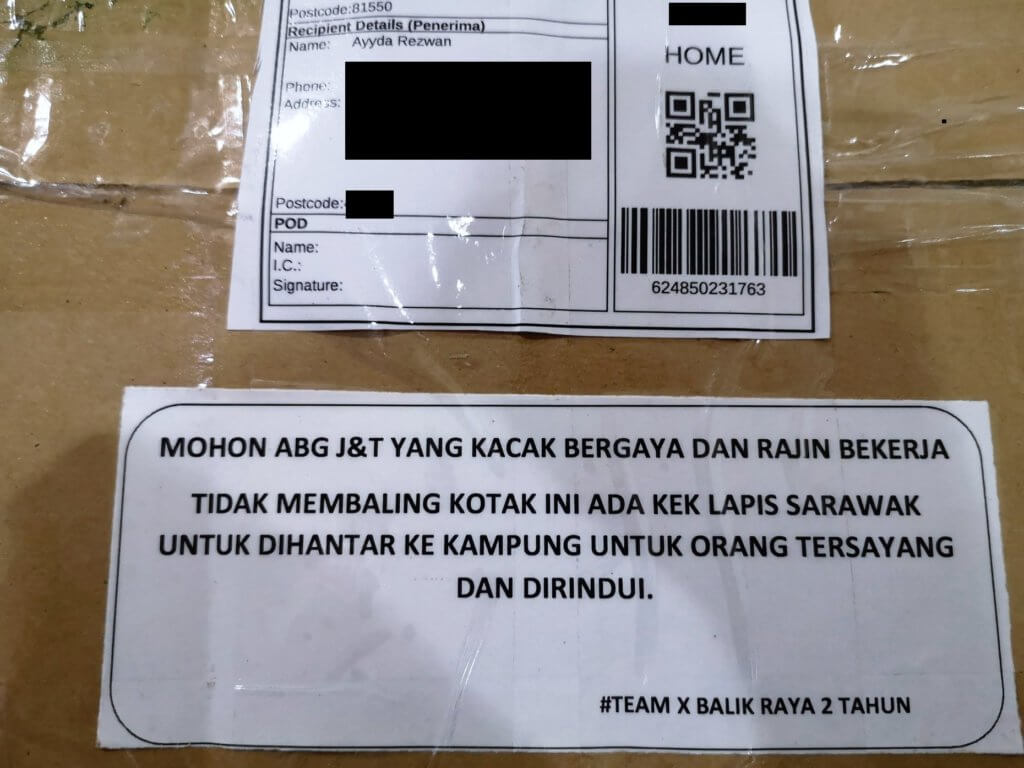 Postcode:81550
Recipient Details (Penerima)
Name: Ayyda Rezwan
Phone:
Address:
Postcode:
POD
Name:
I.C.:
Signature:
HOME
624850231763
MOHON ABG J&T YANG KACAK BERGAYA DAN RAJIN BEKERJA
TIDAK MEMBALING KOTAK INI ADA KEK LAPIS SARAWAK
UNTUK DIHANTAR KE KAMPUNG UNTUK ORANG TERSAYANG
DAN DIRINDUI.
#TEAM X BALIK RAYA 2 TAHUN